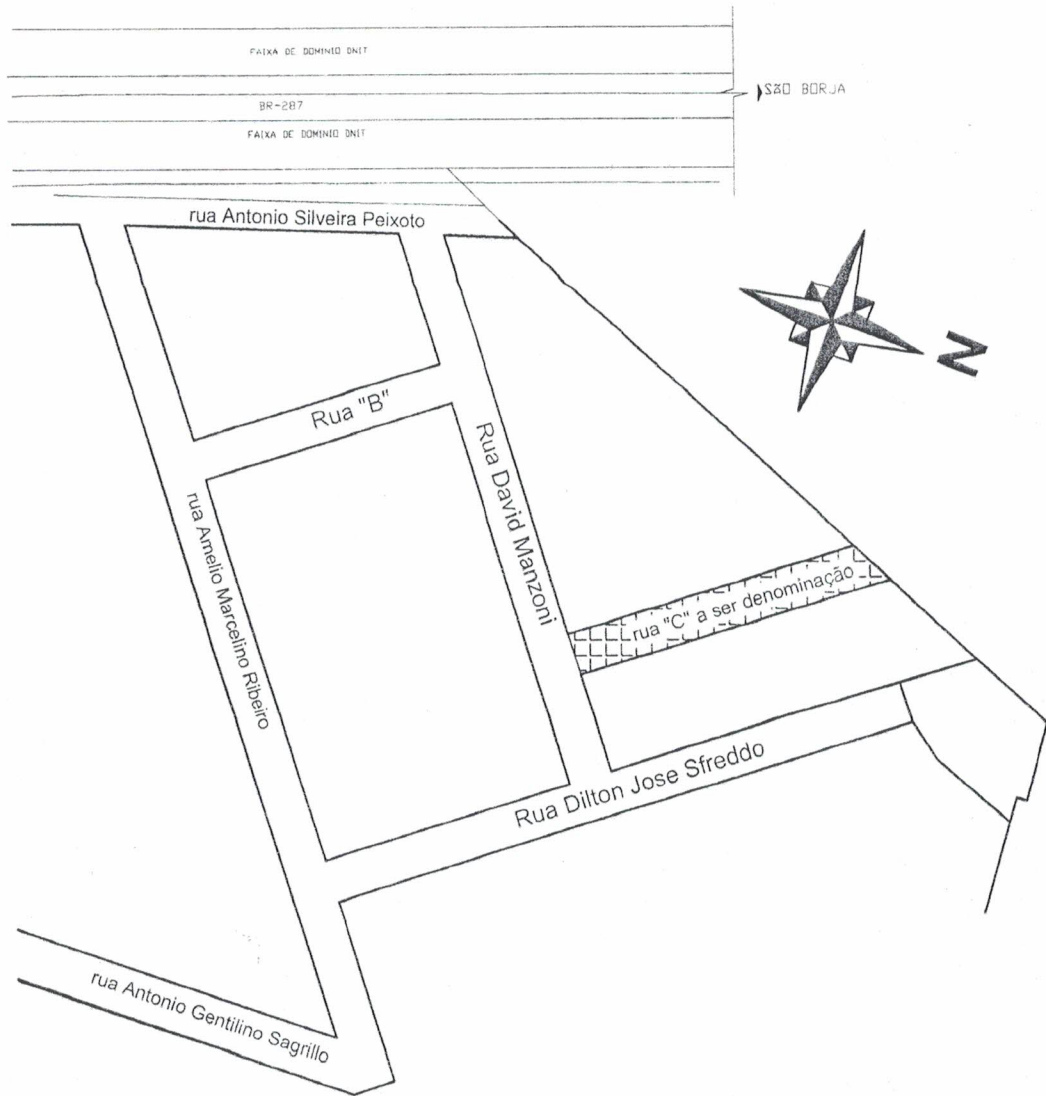 FAIXA DE DOMINIO DNIT
BR-287
SÃO BORJA
FAIXA DE DOMINIO DNIT
rua Antonio Silveira Peixoto
N
Rua "B"
Rua David Manzoni
rua Amelio Marcelino Ribeiro
rua "C" a ser denominação
Rua Dilton Jose Sfreddo
rua Antonio Gentilino Sagrillo